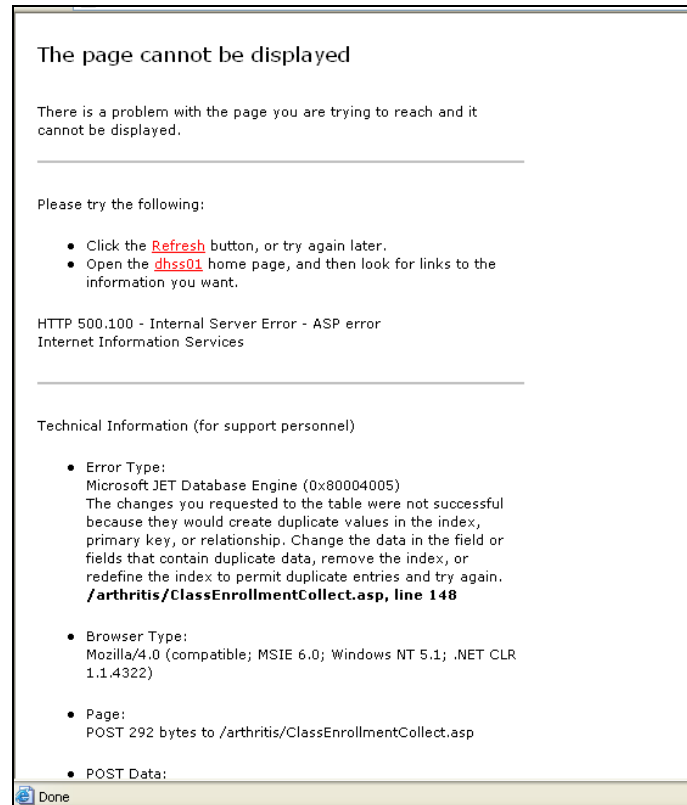 The page cannot be displayed
There is a problem with the page you are trying to reach and it
cannot be displayed.
Please try the following:
● Click the Refresh button, or try again later.
● Open the dhss01 home page, and then look for links to the
information you want.
HTTP 500.100 - Internal Server Error - ASP error
Internet Information Services
Technical Information (for support personnel)
● Error Type:
Microsoft JET Database Engine (0x80004005)
The changes you requested to the table were not successful
because they would create duplicate values in the index,
primary key, or relationship. Change the data in the field or
fields that contain duplicate data, remove the index, or
redefine the index to permit duplicate entries and try again.
/arthritis/ClassEnrollmentCollect.asp, line 148
● Browser Type:
Mozilla/4.0 (compatible; MSIE 6.0; Windows NT 5.1; .NET CLR
1.1.4322)
● Page:
POST 292 bytes to /arthritis/ClassEnrollmentCollect.asp
● POST Data:
Done